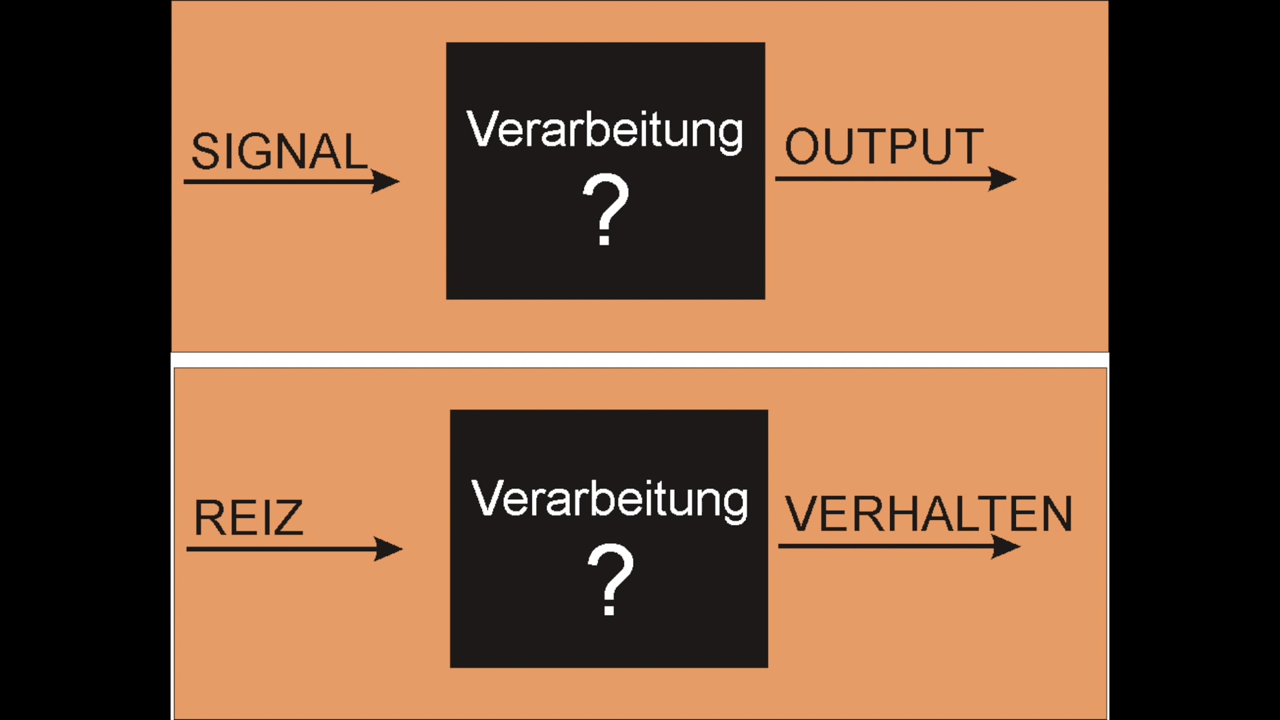 SIGNAL
Verarbeitung
?
OUTPUT
REIZ
Verarbeitung
?
VERHALTEN